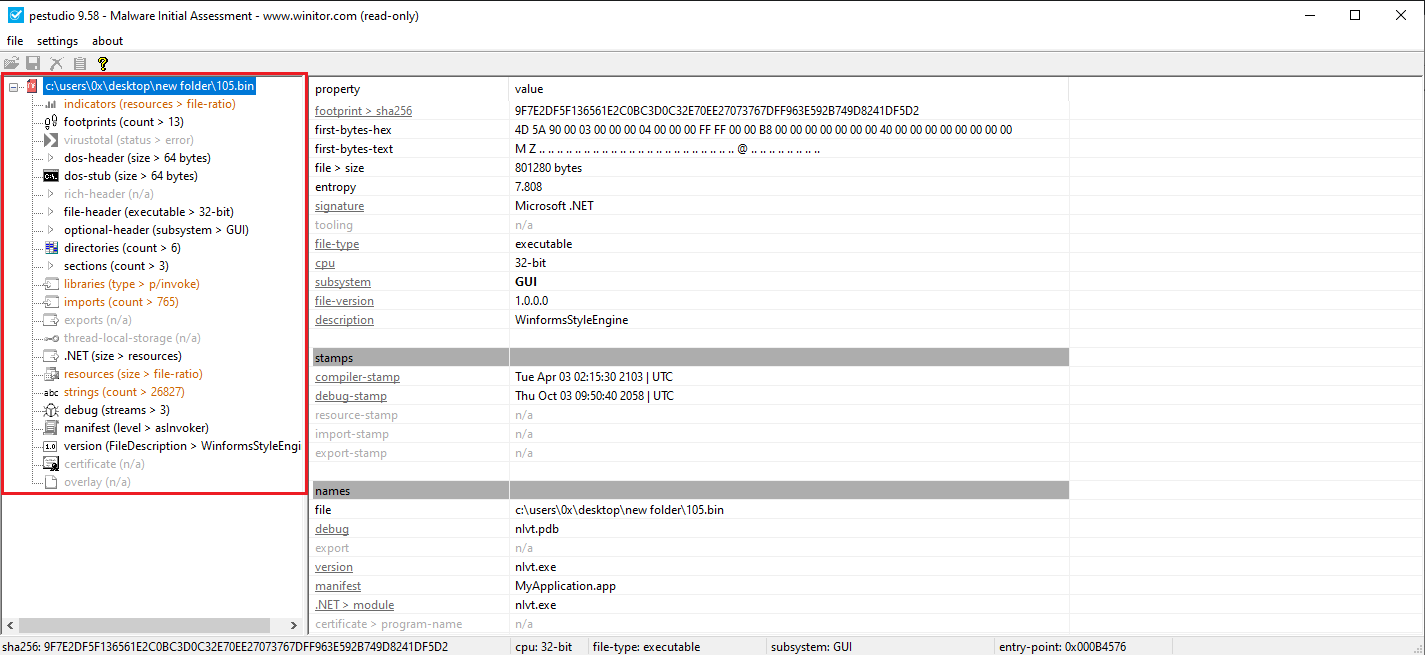 pestudio 9.58 - Malware Initial Assessment - www.winitor.com (read-only)
file settings about
c:\users\0x\desktop\new folder\105.bin
indicators (resources > file-ratio)
footprints (count > 13)
virustotal (status > error)
dos-header (size > 64 bytes)
dos-stub (size > 64 bytes)
rich-header (n/a)
file-header (executable > 32-bit)
optional-header (subsystem > GUI)
directories (count > 6)
sections (count > 3)
libraries (type > p/invoke)
imports (count > 765)
exports (n/a)
thread-local-storage (n/a)
.NET (size > resources)
resources (size > file-ratio)
abc strings (count > 26827)
debug (streams > 3)
manifest (level > asInvoker)
1.0 version (FileDescription > WinformsStyleEngi
certificate (n/a)
overlay (n/a)
property value
footprint > sha256 9F7E2DF5F136561E2C0BC3D0C32E70EE27073767DFF963E592B749D8241DF5D2
first-bytes-hex 4D 5A 90 00 03 00 00 00 04 00 00 00 FF FF 00 00 B8 00 00 00 00 00 00 00 40 00 00 00 00 00 00 00 00
first-bytes-text M Z .. .. .. .. .. .. .. .. .. .. .. .. .. .. .. .. .. .. .. .. .. .. @ .. .. .. .. .. .. .. ..
file > size 801280 bytes
entropy 7.808
signature Microsoft .NET
tooling n/a
file-type executable
cpu 32-bit
subsystem GUI
file-version 1.0.0.0
description WinformsStyleEngine
stamps
compiler-stamp Tue Apr 03 02:15:30 2103 | UTC
debug-stamp Thu Oct 03 09:50:40 2058 | UTC
resource-stamp n/a
import-stamp n/a
export-stamp n/a
names
file c:\users\0x\desktop\new folder\105.bin
debug nlvt.pdb
export n/a
version nlvt.exe
manifest MyApplication.app
.NET > module nlvt.exe
certificate > program-name n/a
sha256: 9F7E2DF5F136561E2C0BC3D0C32E70EE27073767DFF963E592B749D8241DF5D2 cpu: 32-bit file-type: executable subsystem: GUI entry-point: 0x000B4576